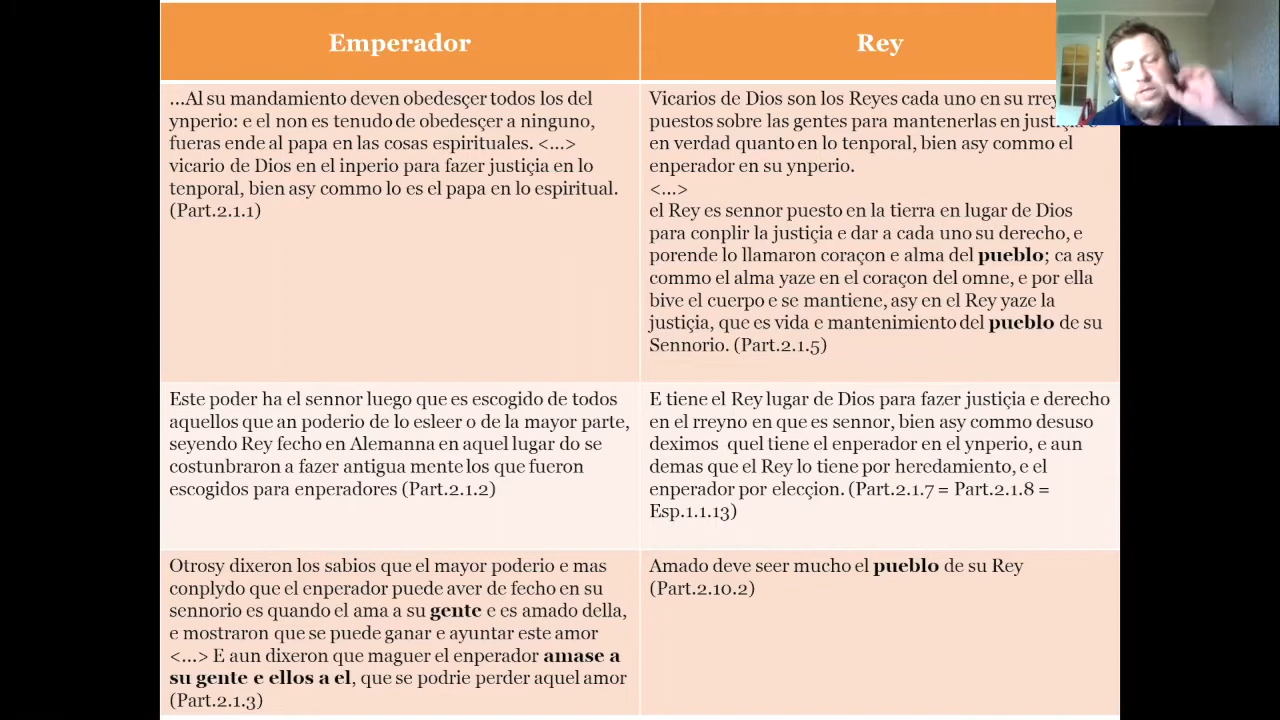 Emperador
Rey
...Al su mandamiento deven obedesçer todos los del
ynperio: e el non es tenudo de obedesçer a ninguno,
fueras ende al papa en las cosas espirituales. <...>
vicario de Dios en el inperio para fazer justiçia en lo
tenporal, bien asy commo lo es el papa en lo espiritual.
(Part.2.1.1)
Vicarios de Dios son los Reyes cada uno en su
puestos sobre las gentes para mantenerlas en justiçia e
en verdad quanto en lo tenporal, bien asy commo el
enperador en su ynperio.
<...>
el Rey es sennor puesto en la tierra en lugar de Dios
para conplir la justiçia e dar a cada uno su derecho, e
porende lo llamaron coraçon e alma del pueblo; ca asy
commo el alma yaze en el coraçon del omne, e por ella
bive el cuerpo e se mantiene, asy en el Rey yaze la
justiçia, que es vida e mantenimiento del pueblo de su
Sennorio. (Part.2.1.5)
Este poder ha el sennor luego que es escogido de todos
aquellos que an poderio de lo esleer o de la mayor parte,
seyendo Rey fecho en Alemanna en aquel lugar do se
costunbraron a fazer antigua mente los que fueron
escogidos para enperadores (Part.2.1.2)
E tiene el Rey lugar de Dios para fazer justiçia e derecho
en el rreyno en que es sennor, bien asy commo desuso
deximos quel tiene el enperador en el ynperio, e aun
demas que el Rey lo tiene por heredamiento, e el
enperador por elecçion. (Part.2.1.7 = Part.2.1.8 =
Esp.1.1.13)
Otrosy dixeron los sabios que el mayor poderio e mas
conplydo que el enperador puede aver de fecho en su
sennorio es quando el ama a su gente e es amado della,
e mostraron que se puede ganar e ayuntar este amor
<...> E aun dixeron que maguer el enperador amase a
su gente e ellos a el, que se podrie perder aquel amor
(Part.2.1.3)
Amado deve seer mucho el pueblo de su Rey
(Part.2.10.2)